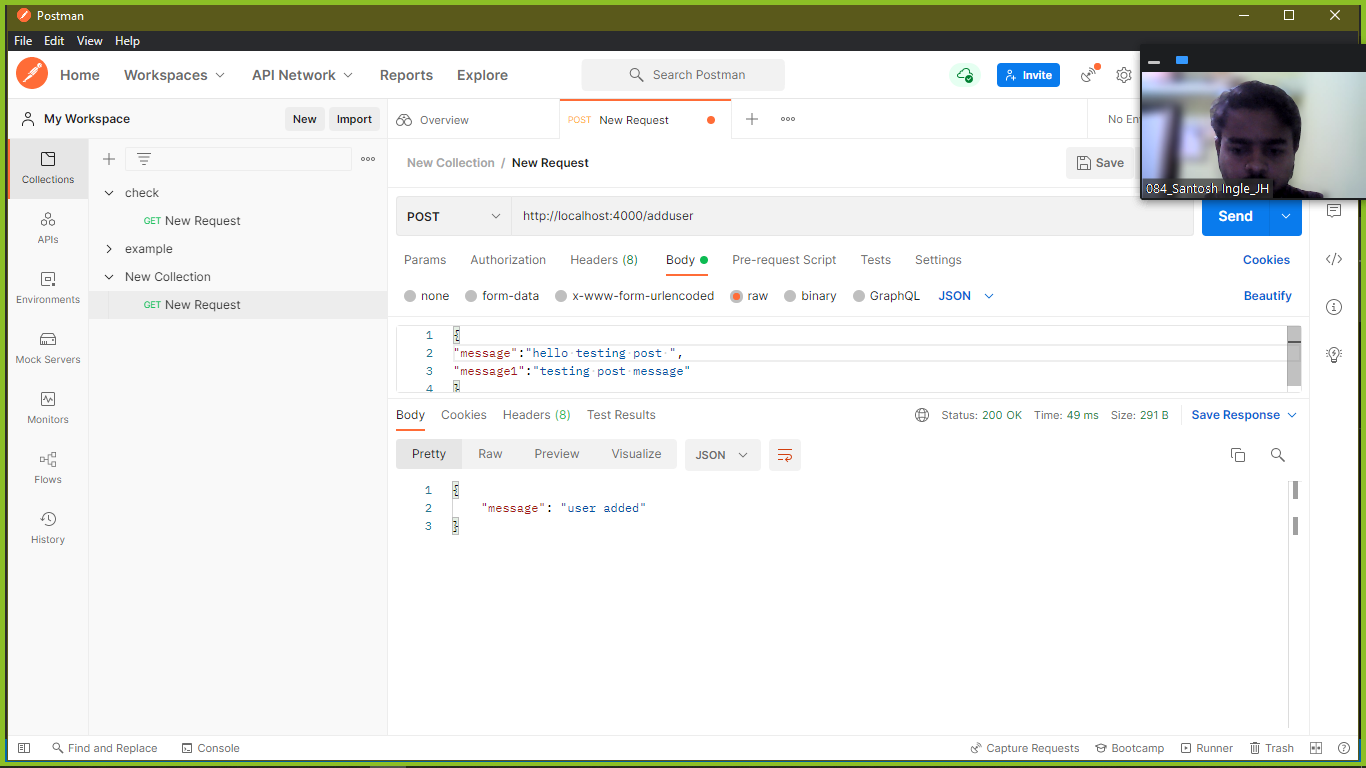 Postman
File Edit View Help
Home Workspaces API Network Reports Explore Search Postman Invite
My Workspace New Import Overview POST New Request No En
084_Santosh Ingle_JH
Collections
APIs
Environments
Mock Servers
Monitors
Flows
History
check
GET New Request
example
New Collection
GET New Request
New Collection / New Request Save
POST http://localhost:4000/adduser Send
Params Authorization Headers (8) Body Pre-request Script Tests Settings Cookies
none form-data x-www-form-urlencoded raw binary GraphQL JSON Beautify
1 {
2 "message":"hello testing post ",
3 "message1":"testing post message"
4 }
Body Cookies Headers (8) Test Results Status: 200 OK Time: 49 ms Size: 291 B Save Response
Pretty Raw Preview Visualize JSON
1 {
2 "message": "user added"
3 }
Find and Replace Console Capture Requests Bootcamp Runner Trash